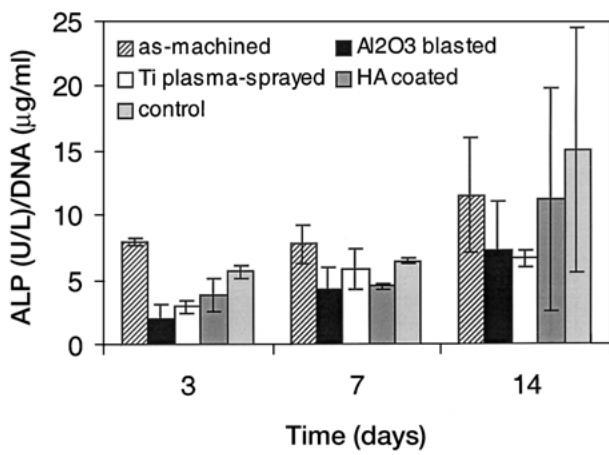 25
20
15
10
5
0
ALP (U/L)/DNA (µg/ml)
as-machined
Al2O3 blasted
Ti plasma-sprayed
HA coated
control
3 7 14
Time (days)